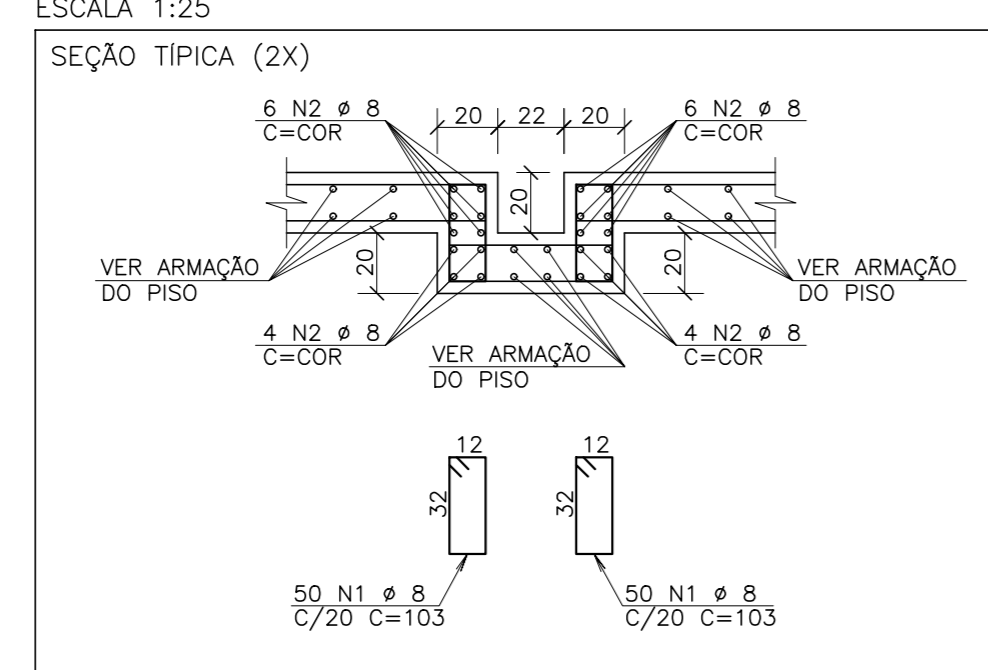 ESCALA 1:25
SEÇÃO TÍPICA (2X)
6 N2 ø 8
C=COR
20 22 20
6 N2 ø 8
C=COR
20
20
20
VER ARMAÇÃO
DO PISO
VER ARMAÇÃO
DO PISO
4 N2 ø 8
C=COR
VER ARMAÇÃO
DO PISO
4 N2 ø 8
C=COR
12
32
12
32
50 N1 ø 8
C/20 C=103
50 N1 ø 8
C/20 C=103